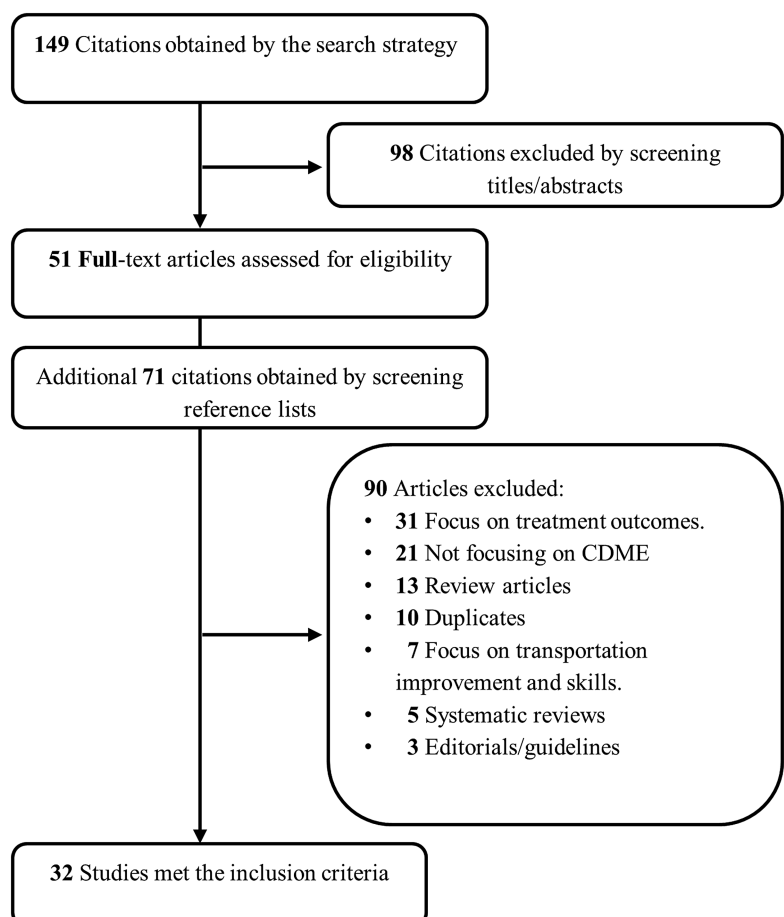 149 Citations obtained by the search strategy
98 Citations excluded by screening
titles/abstracts
51 Full-text articles assessed for eligibility
Additional 71 citations obtained by screening
reference lists
90 Articles excluded:
• 31 Focus on treatment outcomes.
• 21 Not focusing on CDME
• 13 Review articles
• 10 Duplicates
• 7 Focus on transportation
improvement and skills.
• 5 Systematic reviews
• 3 Editorials/guidelines
32 Studies met the inclusion criteria